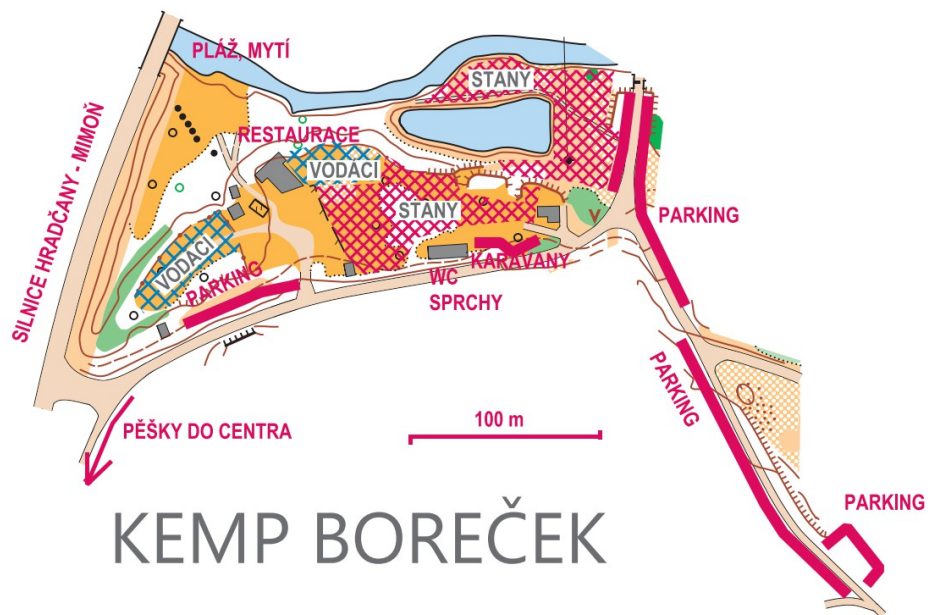 PLÁŽ, MYTÍ
STANY
RESTAURACE
VODÁCI
STANY
SILNICE HRADČANY - MIMOŇ
PARKING
VODÁCI
PARKING
KARAVANY
WC
SPRCHY
PARKING
PĚŠKY DO CENTRA
100 m
PARKING
KEMP BOREČEK